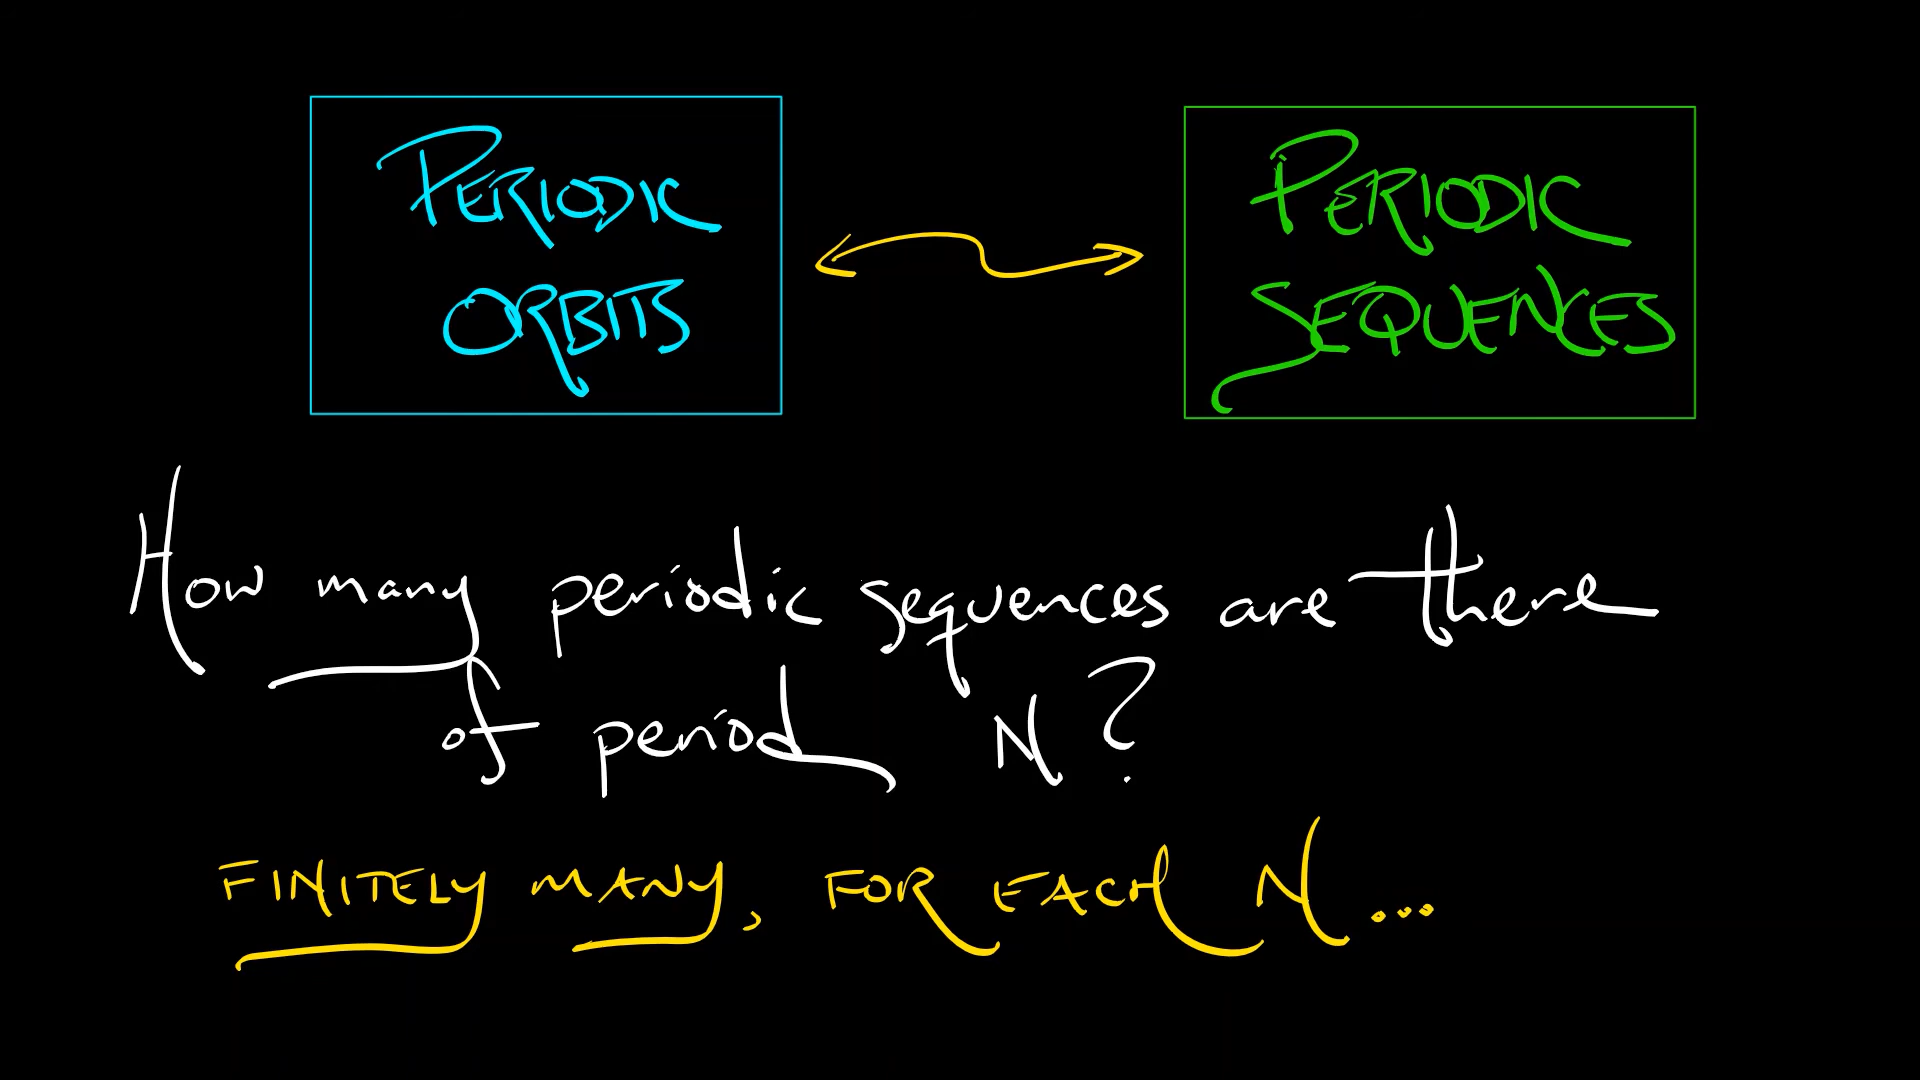 PERIODIC
ORBITS
PERIODIC
SEQUENCES
How many periodic sequences are there
of period N?
FINITELY MANY, FOR EACH N...